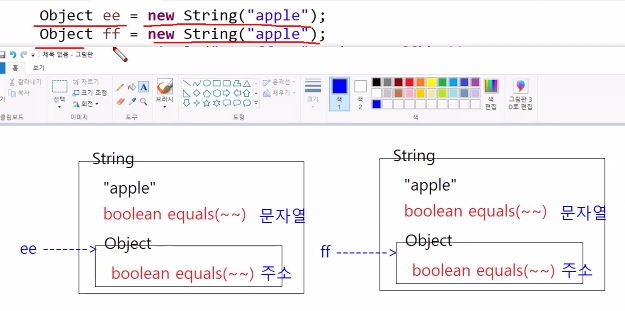 Object ee = new String("apple");
Object ff = new String("apple");
제목 없음 - 그림판
홈 보기
잘라내기
복사
클립보드
선택
자르기
크기 조정
회전
이미지
A
도구
브러시
도형
윤곽선
채우기
크기
색 1
색 2
색 편집
색
그림판 3D로 편집
String
"apple"
boolean equals(~~) 문자열
ee
Object
boolean equals(~~) 주소
String
"apple"
boolean equals(~~) 문자열
ff
Object
boolean equals(~~) 주소